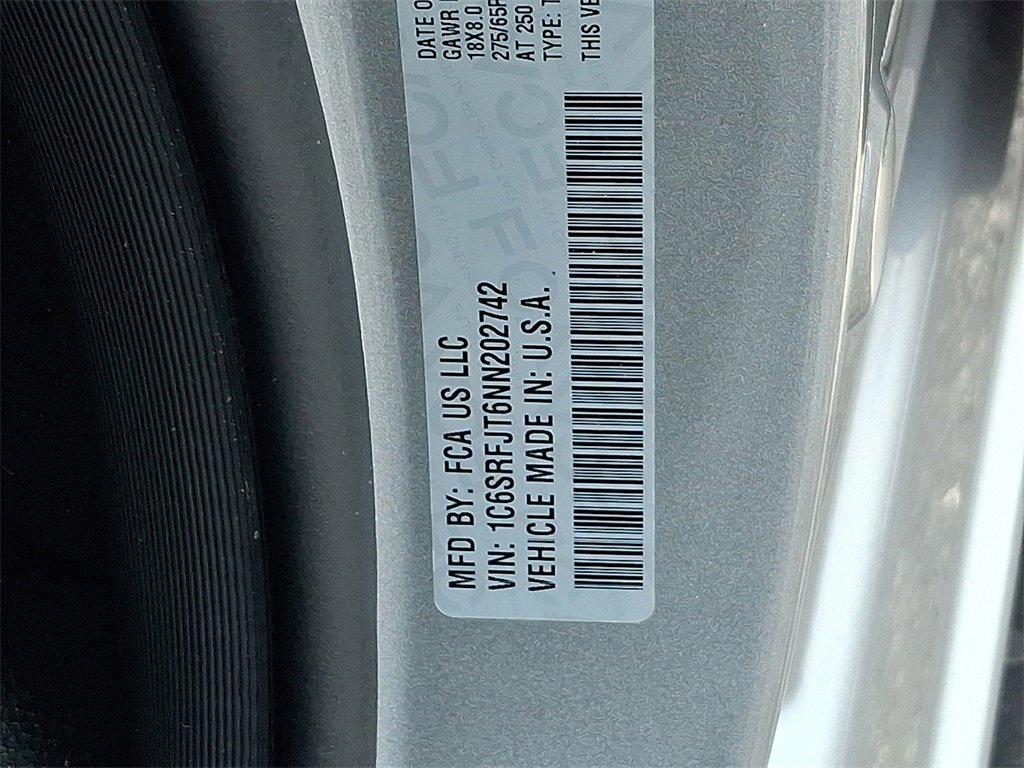 MFD BY: FCA US LLC
VIN: 1C6SRFJT6NN202742
VEHICLE MADE IN: U.S.A.
DATE O
GAWR
18X8.0
275/65R
AT 250
TYPE: T
THIS VE